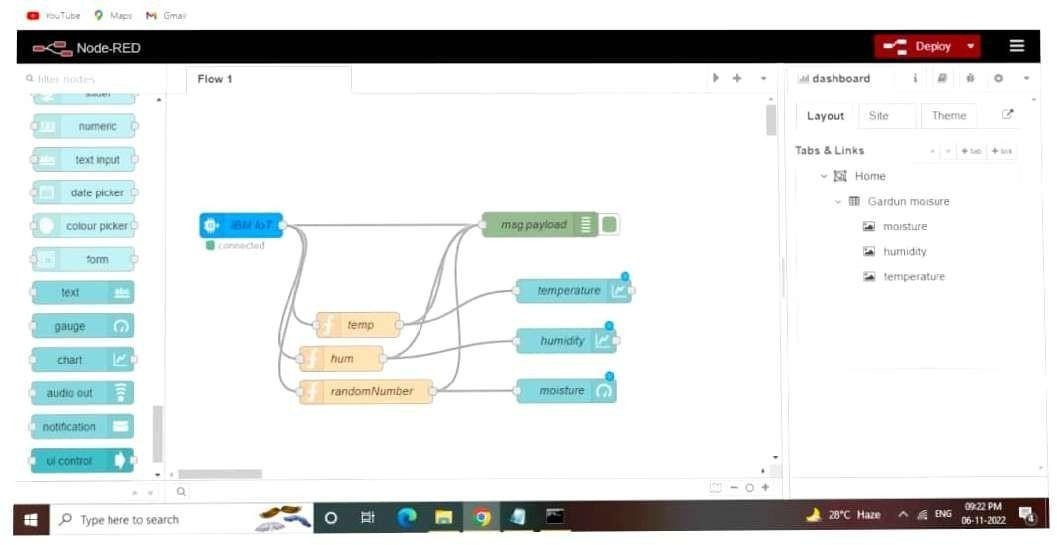 YouTube Maps Gmail
Node-RED Deploy
filter nodes Flow 1 dashboard i
slider
numeric
text input
date picker
colour picker
form
text
gauge
chart
audio out
notification
ui control
IBM IoT
connected
msg.payload
temperature
temp
humidity
hum
randomNumber
moisture
Layout Site Theme
Tabs & Links + tab + link
Home
Gardun moisure
moisture
humidity
temperature
Type here to search
28°C Haze ENG 09:22 PM
06-11-2022 4